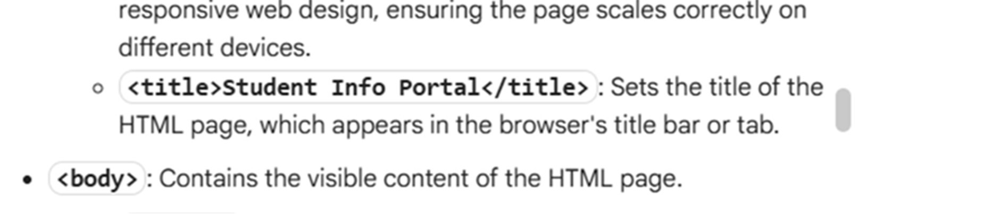 responsive web design, ensuring the page scales correctly on
different devices.
<title>Student Info Portal</title>: Sets the title of the
HTML page, which appears in the browser's title bar or tab.
<body>: Contains the visible content of the HTML page.